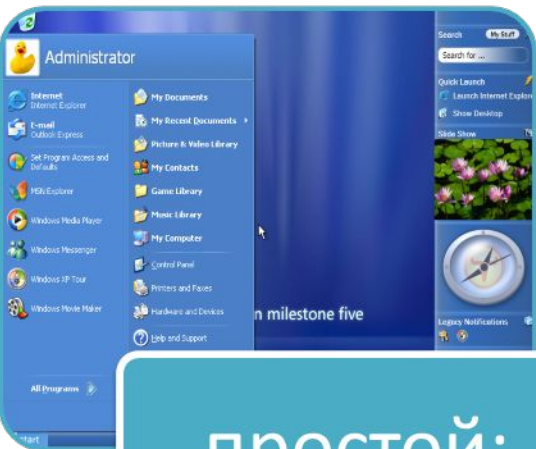 Administrator
Internet
Internet Explorer
E-mail
Outlook Express
Set Program Access and
Defaults
MSN Explorer
Windows Media Player
Windows Messenger
Windows XP Tour
Windows Movie Maker
All Programs
My Documents
My Recent Documents
Picture & Video Library
My Contacts
Game Library
Music Library
My Computer
Control Panel
Printers and Faxes
Hardware and Devices
Help and Support
milestone five
Search
My Stuff
Search for ...
Quick Launch
Launch Internet Explor
Show Desktop
Slide Show
Legacy Notifications
простой: